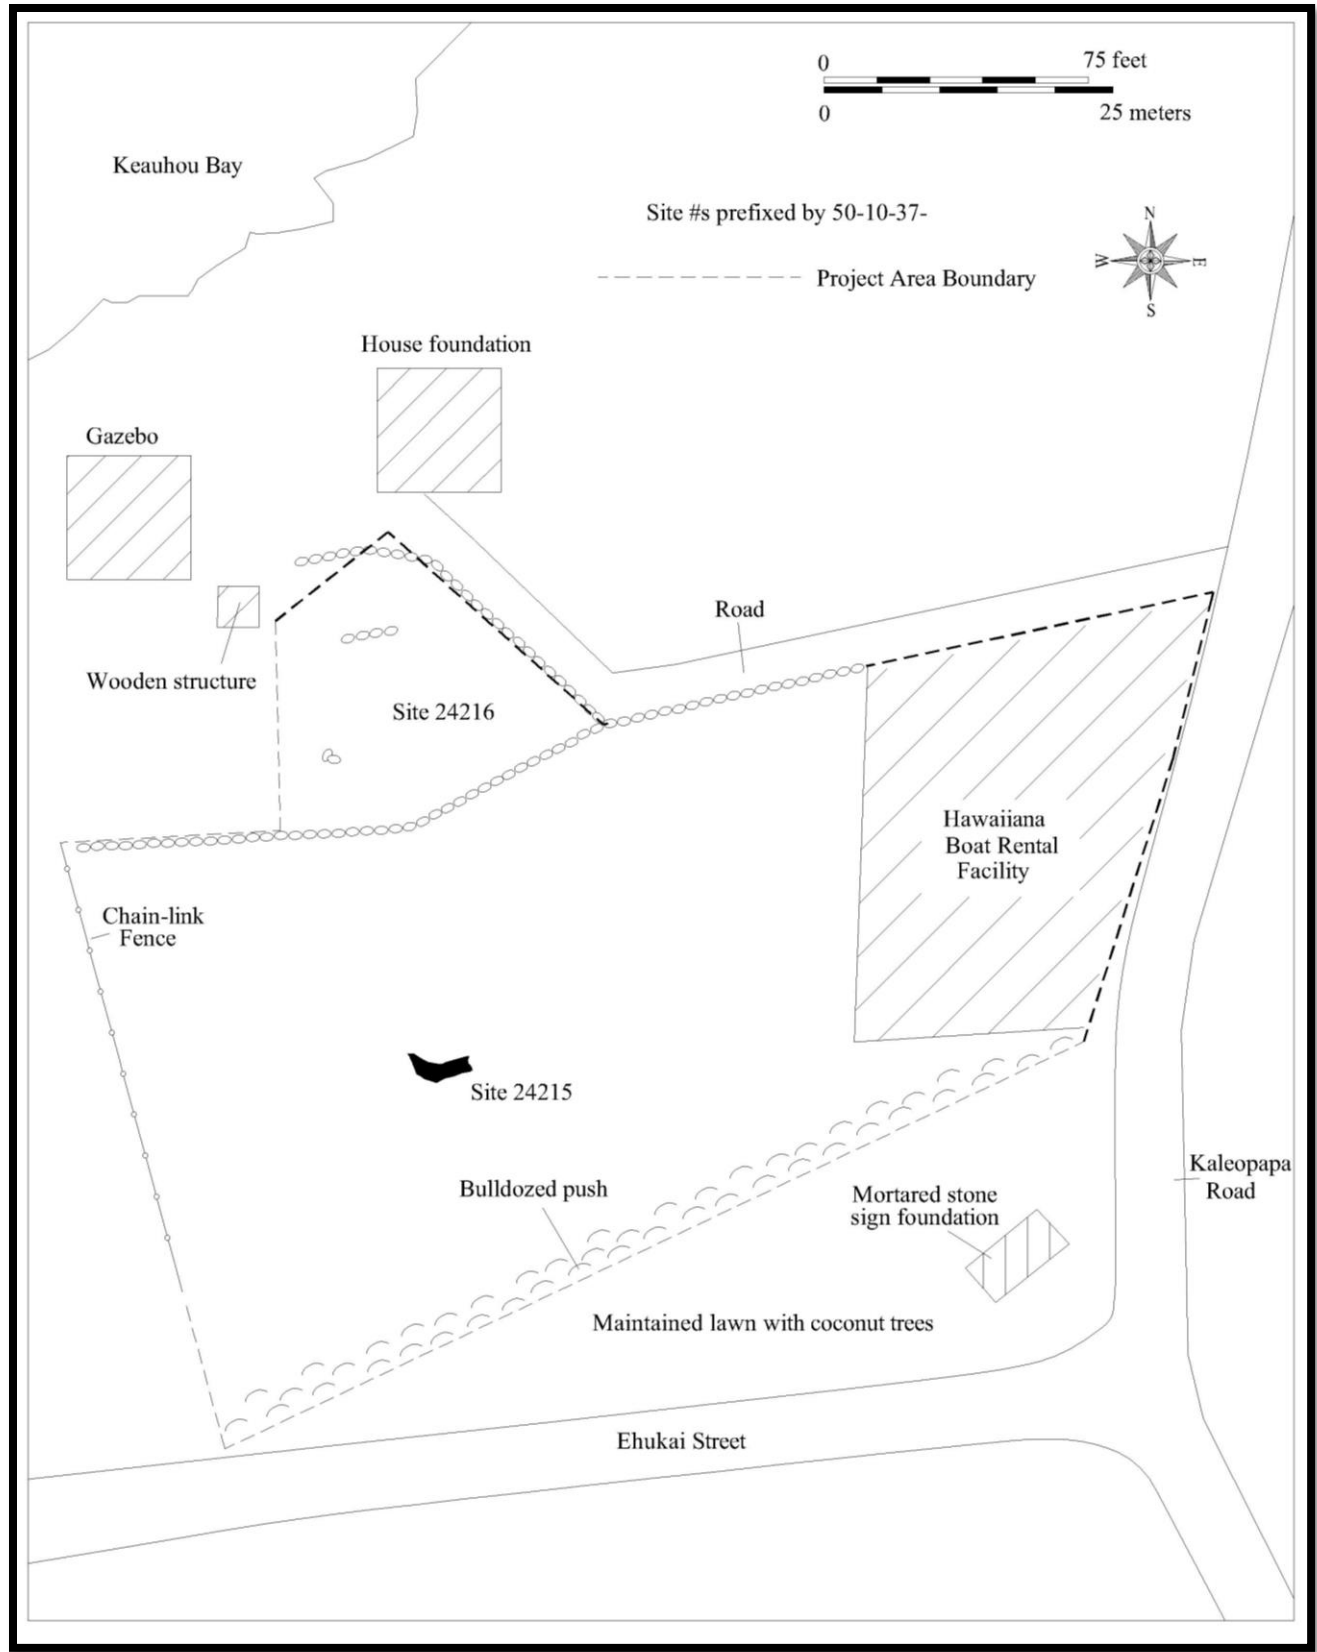 0 75 feet
0 25 meters
Keauhou Bay
Site #s prefixed by 50-10-37-
N
W E
S
Project Area Boundary
House foundation
Gazebo
Road
Wooden structure
Site 24216
Hawaiiana
Boat Rental
Facility
Chain-link
Fence
Site 24215
Kaleopapa
Road
Bulldozed push
Mortared stone
sign foundation
Maintained lawn with coconut trees
Ehukai Street